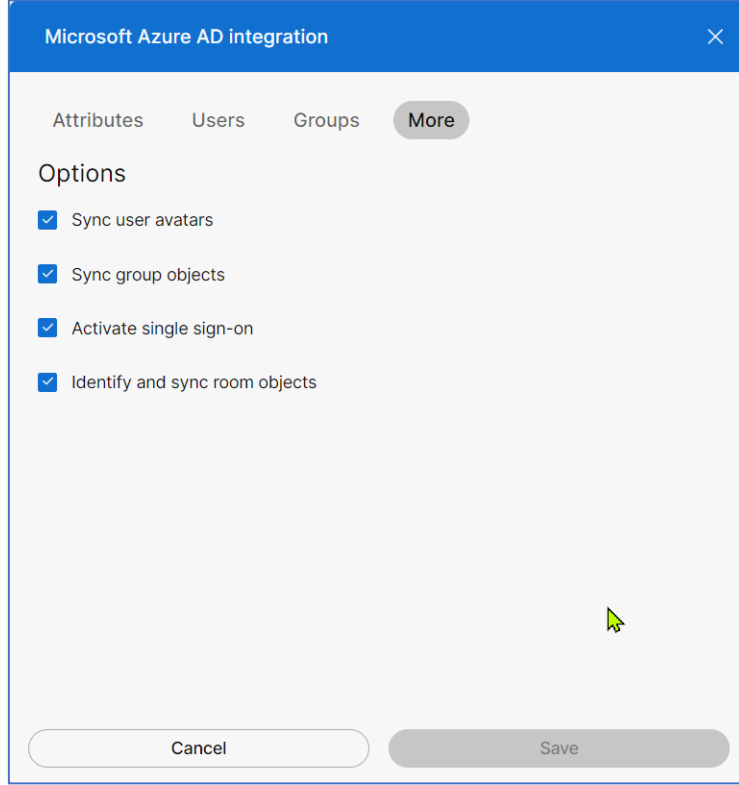 Microsoft Azure AD integration
Attributes Users Groups More
Options
Sync user avatars
Sync group objects
Activate single sign-on
Identify and sync room objects
Cancel Save